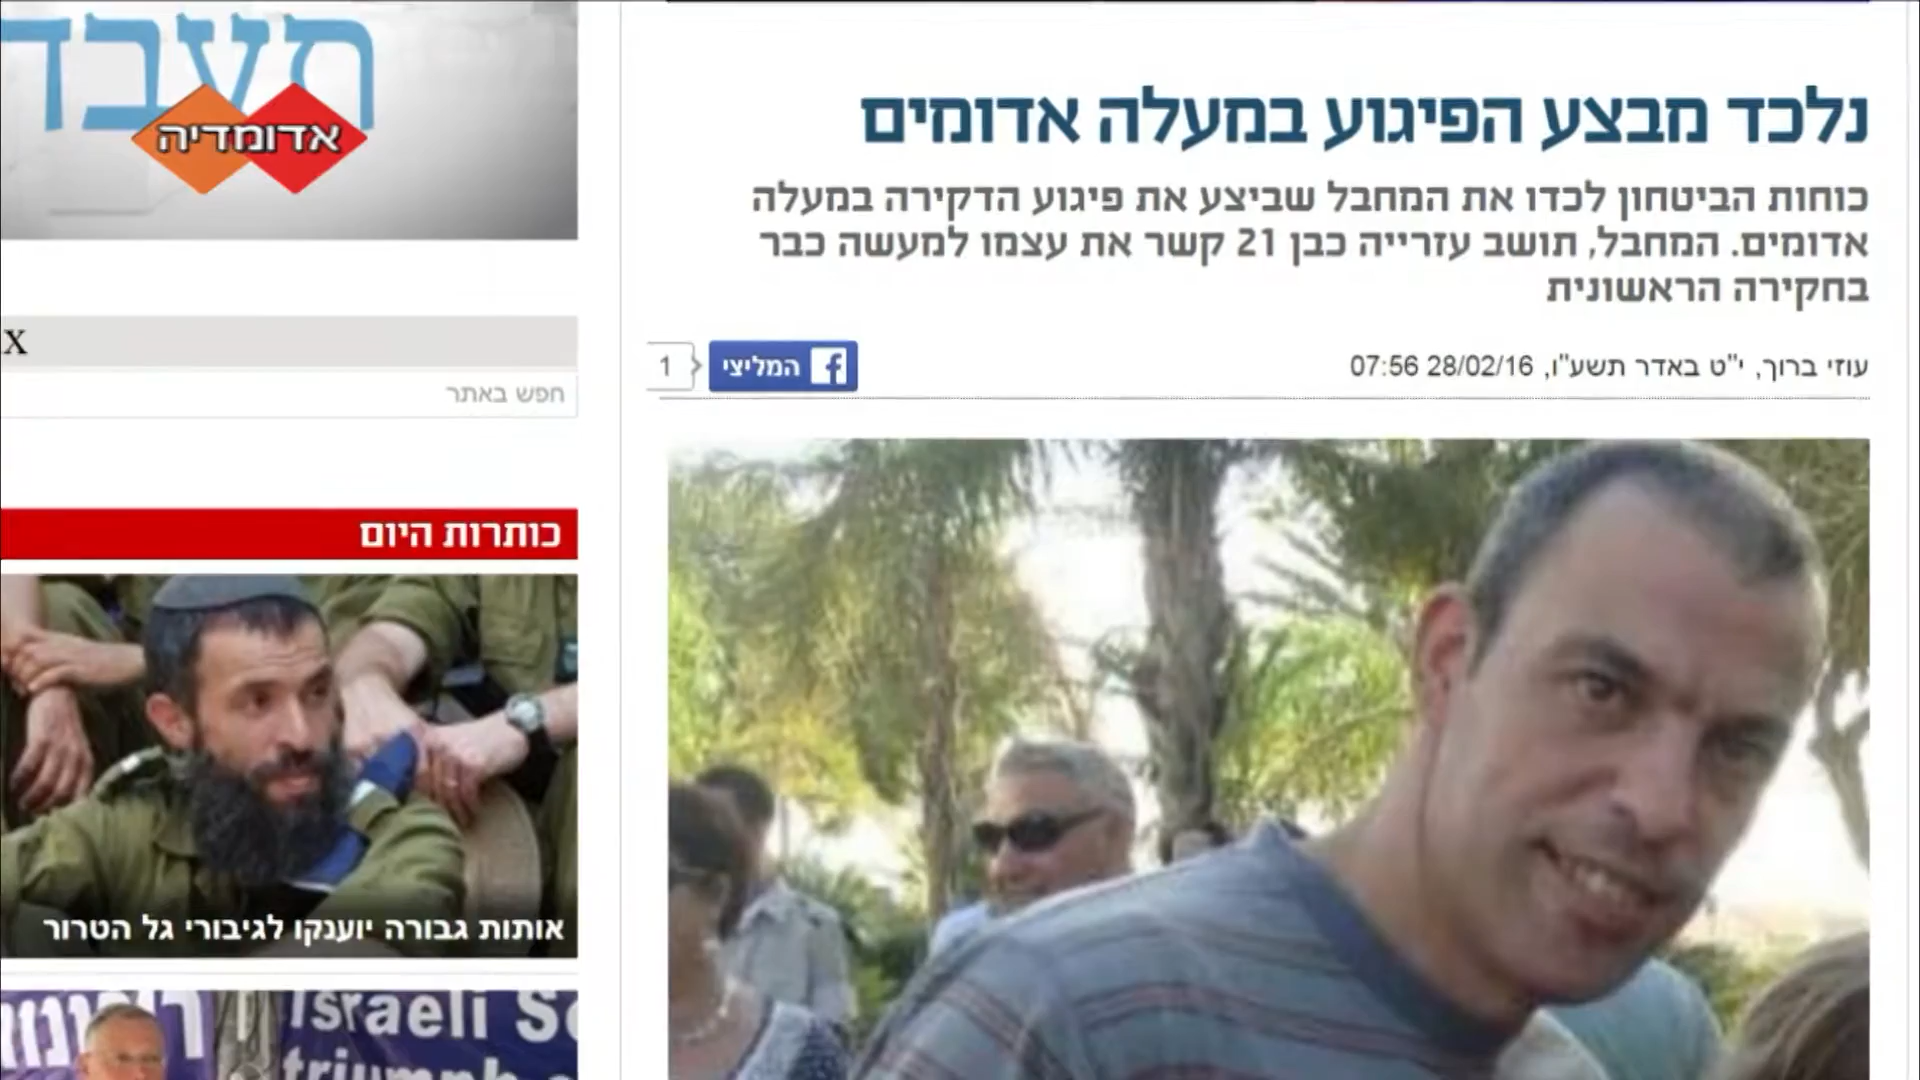 נלכד מבצע הפיגוע במעלה אדומים
כוחות הביטחון לכדו את המחבל שביצע את פיגוע הדקירה במעלה
אדומים. המחבל, תושב עזרייה כבן 21 קשר את עצמו למעשה כבר
בחקירה הראשונית
עוזי ברוך, י"ט באדר תשע"ו, 28/02/16 07:56
המליצי
1
תעבד
אדומדיה
X
חפש באתר
כותרות היום
אותות גבורה יוענקו לגיבורי גל הטרור
Israeli